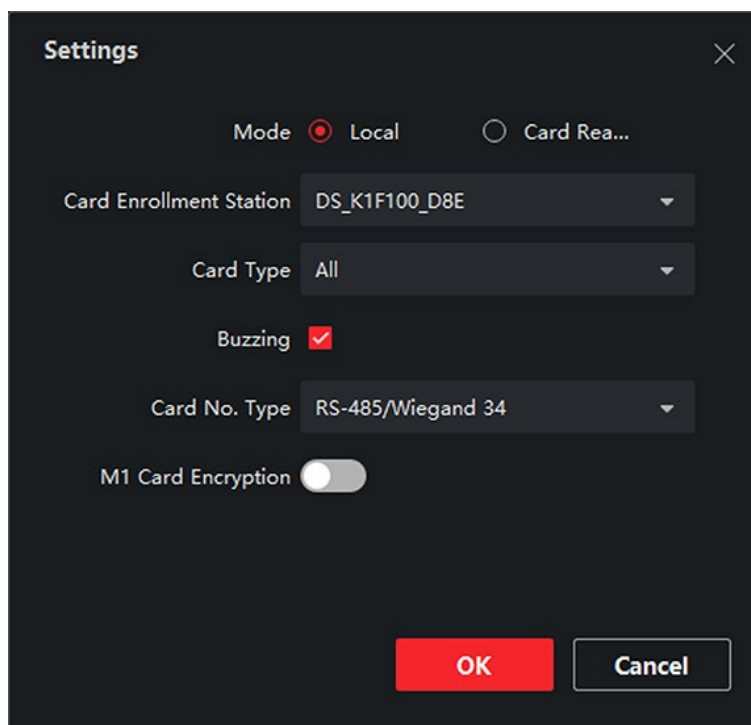 Settings
Mode Local Card Rea...
Card Enrollment Station DS_K1F100_D8E
Card Type All
Buzzing
Card No. Type RS-485/Wiegand 34
M1 Card Encryption
OK Cancel